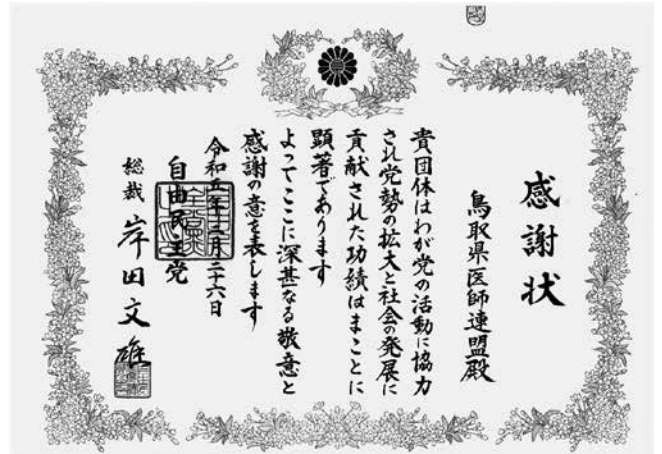 感謝状
鳥取県医師連盟殿
貴団体はわが党の活動に協力
され党勢の拡大と社会の発展に
貢献された功績はまことに
顕著であります
よってここに深甚なる敬意と
感謝の意を表します
令和五年二月二十六日
自由民主党
総裁 岸田文雄